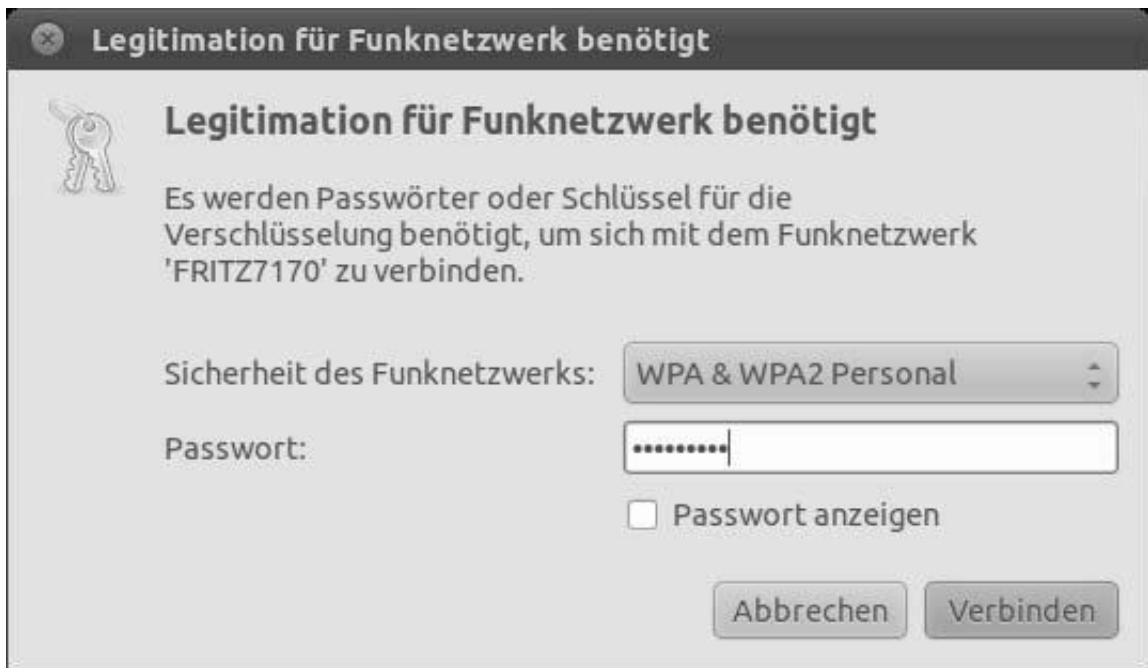 Legitimation für Funknetzwerk benötigt
Legitimation für Funknetzwerk benötigt
Es werden Passwörter oder Schlüssel für die
Verschlüsselung benötigt, um sich mit dem Funknetzwerk
'FRITZ7170' zu verbinden.
Sicherheit des Funknetzwerks: WPA & WPA2 Personal
Passwort: •••••••••
Passwort anzeigen
Abbrechen Verbinden